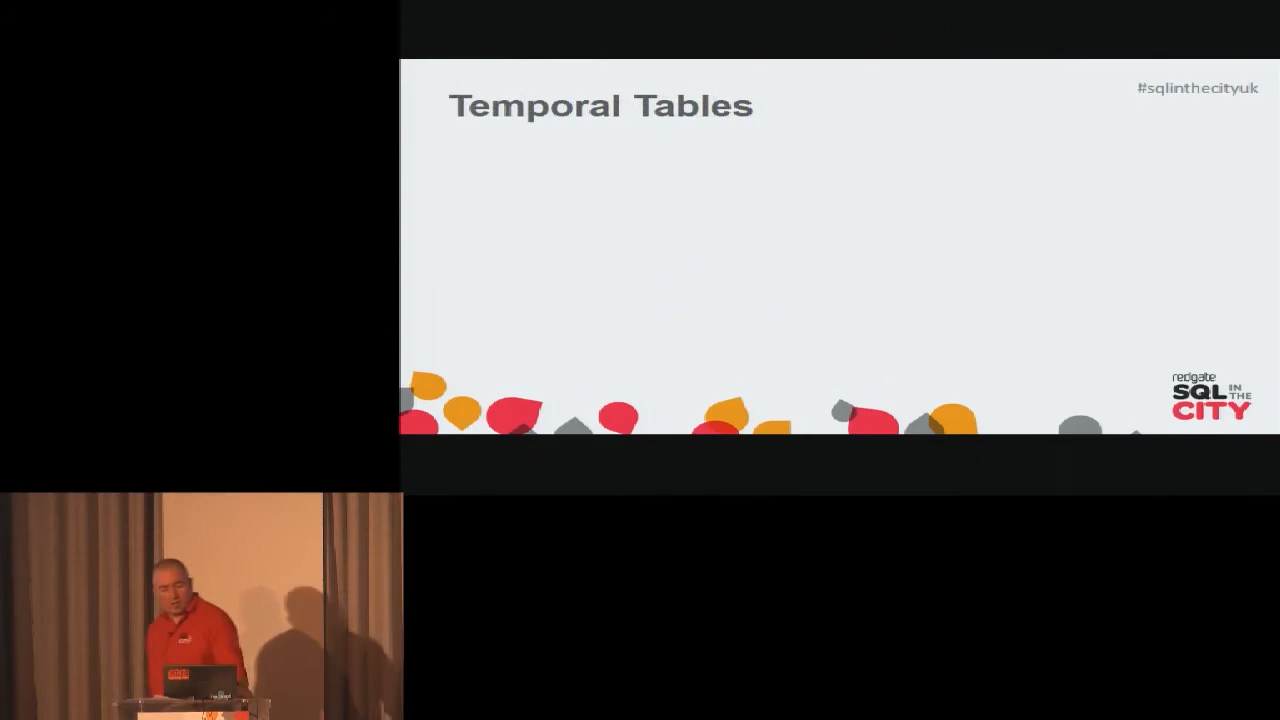 Temporal Tables
#sqlinthecityuk
redgate
SQL IN
THE
CITY